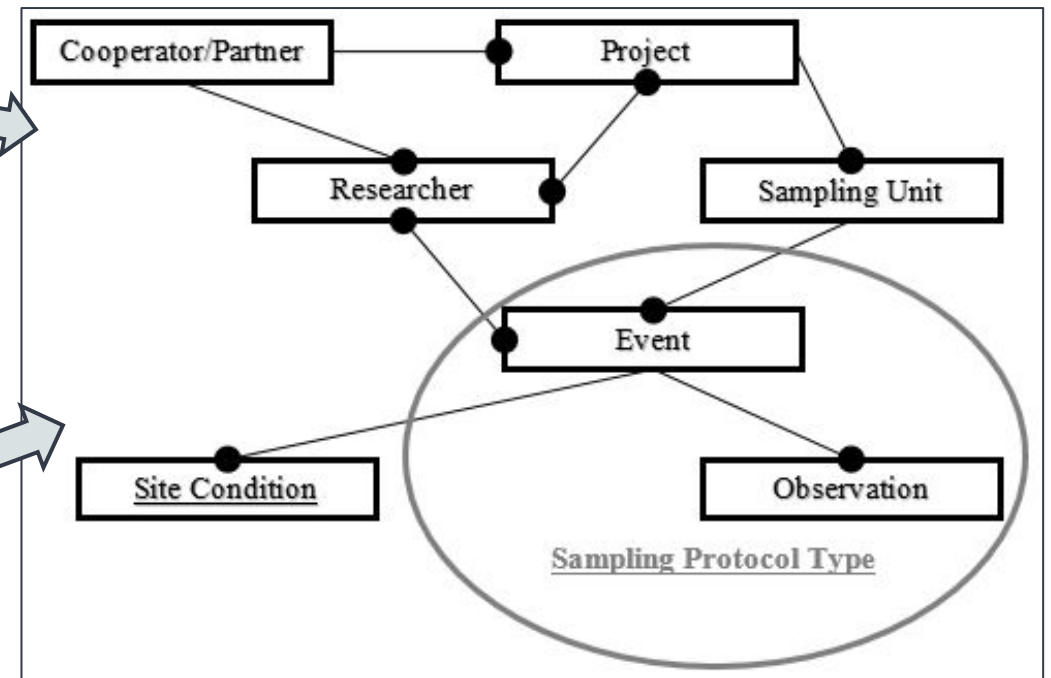 Cooperator/Partner
Project
Researcher
Sampling Unit
Event
Site Condition
Observation
Sampling Protocol Type